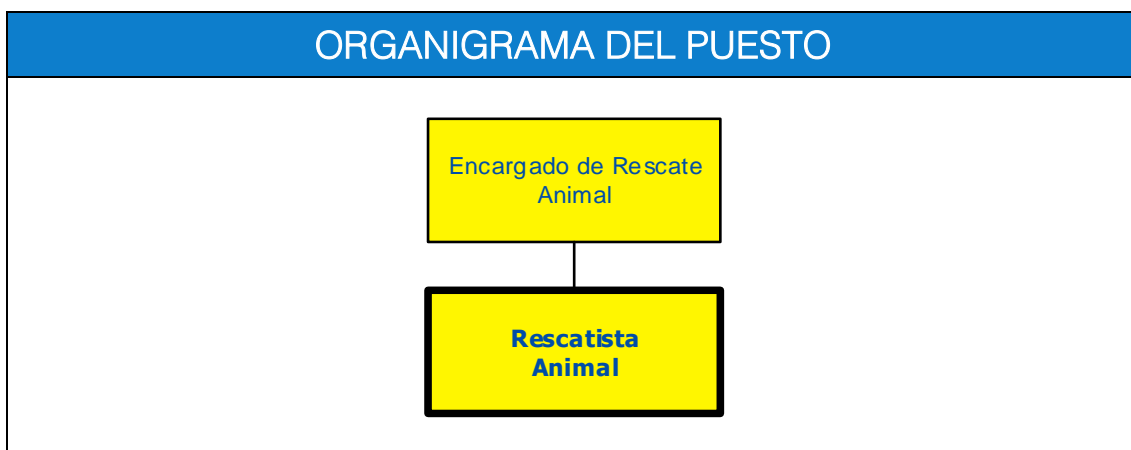 ORGANIGRAMA DEL PUESTO
Encargado de Rescate
Animal
Rescatista
Animal